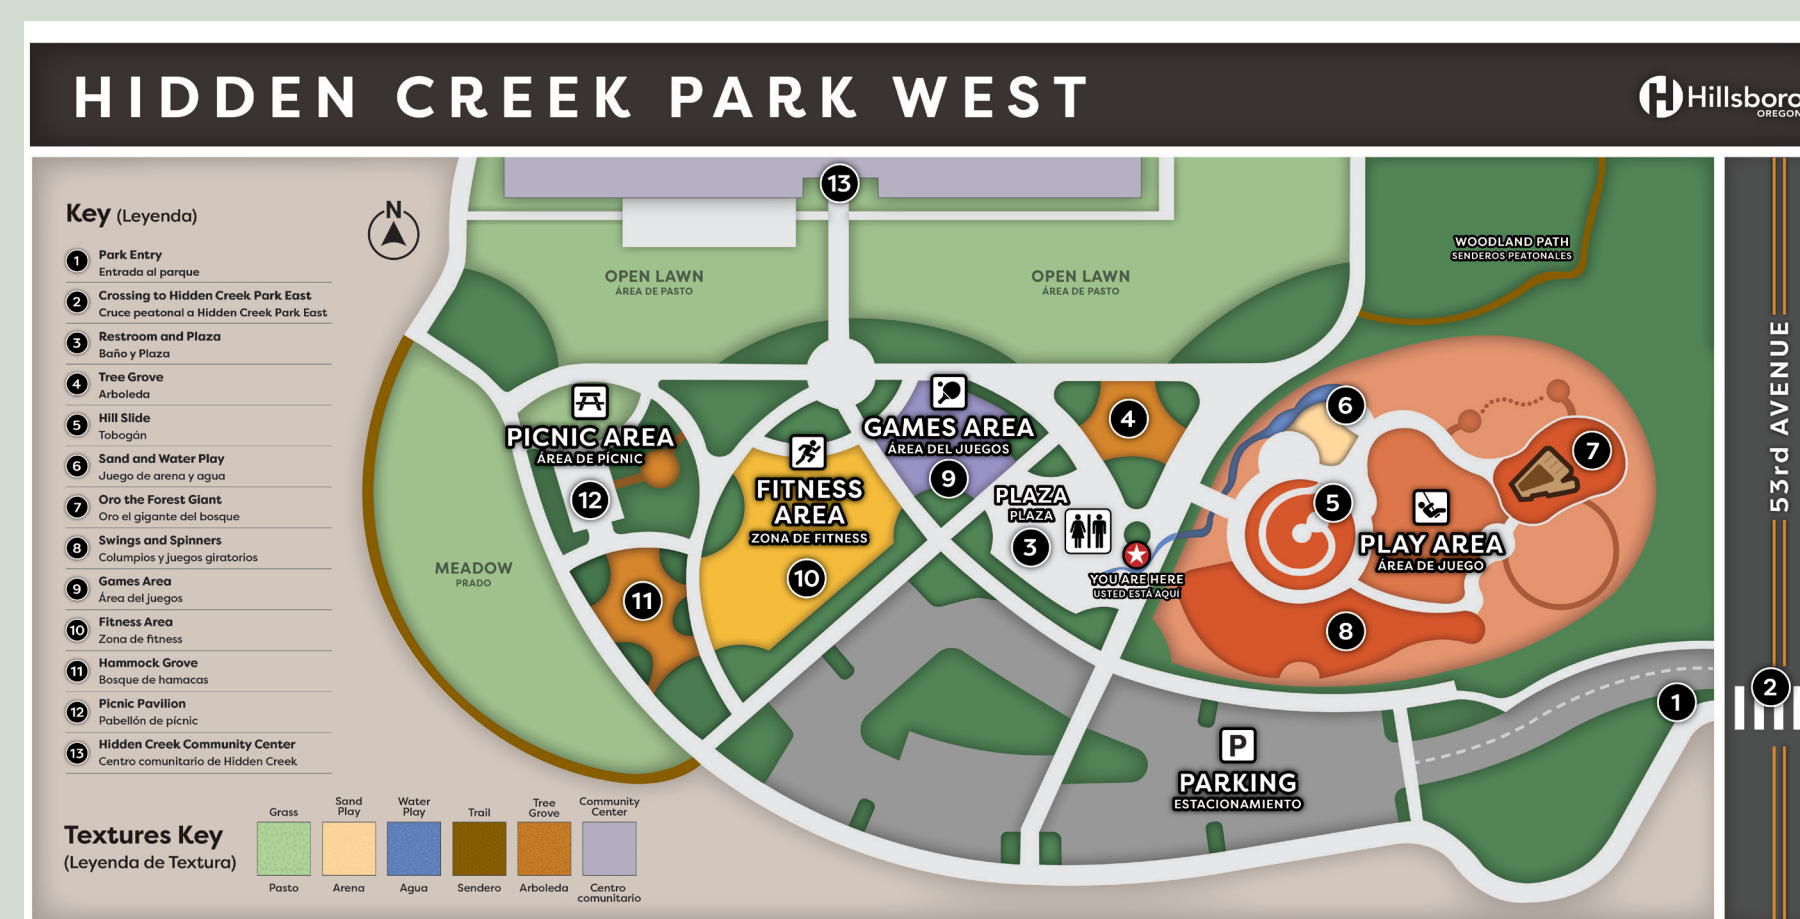 HIDDEN CREEK PARK WEST
Hillsboro
OREGON
Key (Leyenda)
N
1 Park Entry
Entrada al parque
2 Crossing to Hidden Creek Park East
Cruce peatonal a Hidden Creek Park East
3 Restroom and Plaza
Baño y Plaza
4 Tree Grove
Arboleda
5 Hill Slide
Tobogán
6 Sand and Water Play
Juego de arena y agua
7 Oro the Forest Giant
Oro el gigante del bosque
8 Swings and Spinners
Columpios y juegos giratorios
9 Games Area
Área del juegos
10 Fitness Area
Zona de fitness
11 Hammock Grove
Bosque de hamacas
12 Picnic Pavilion
Pabellón de pícnic
13 Hidden Creek Community Center
Centro comunitario de Hidden Creek
Textures Key
(Leyenda de Textura)
Grass
Pasto
Sand
Play
Arena
Water
Play
Agua
Trail
Sendero
Tree
Grove
Arboleda
Community
Center
Centro
comunitario
13
OPEN LAWN
ÁREA DE PASTO
OPEN LAWN
ÁREA DE PASTO
WOODLAND PATH
SENDEROS PEATONALES
53rd AVENUE
PICNIC AREA
ÁREA DE PÍCNIC
12
GAMES AREA
ÁREA DEL JUEGOS
9
4
6
7
5
FITNESS
AREA
ZONA DE FITNESS
10
PLAZA
PLAZA
3
YOU ARE HERE
USTED ESTÁ AQUÍ
PLAY AREA
ÁREA DE JUEGO
8
MEADOW
PRADO
11
1
2
P
PARKING
ESTACIONAMIENTO